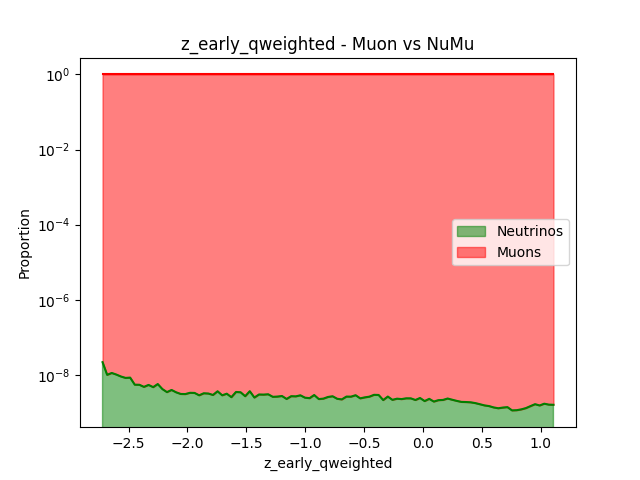 z_early_qweighted - Muon vs NuMu
Proportion
10⁰
10⁻²
10⁻⁴
10⁻⁶
10⁻⁸
Neutrinos
Muons
−2.5 −2.0 −1.5 −1.0 −0.5 0.0 0.5 1.0
z_early_qweighted